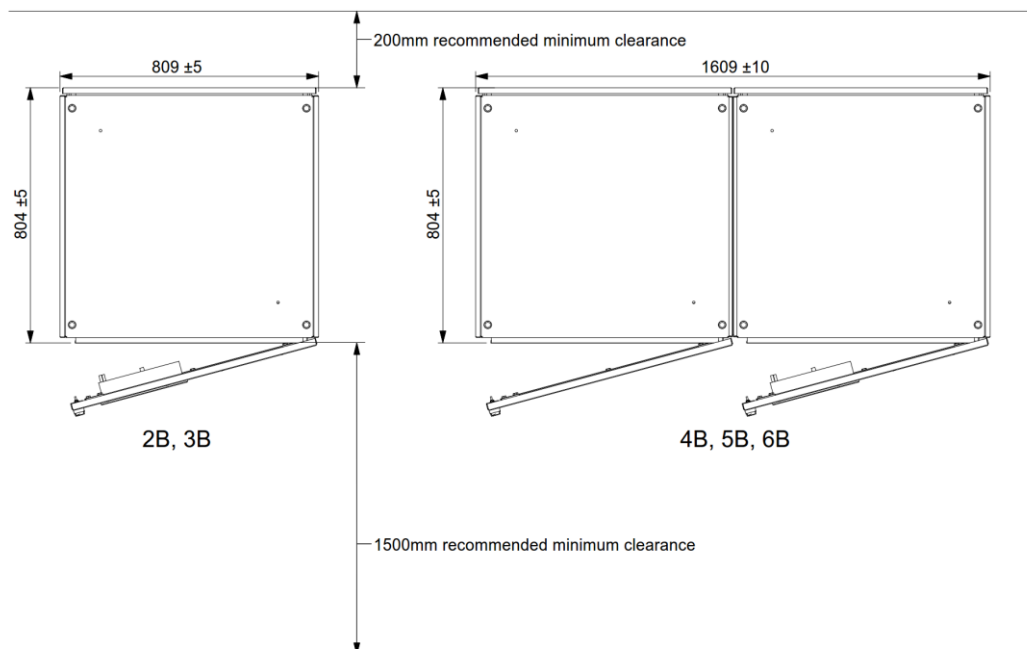 200mm recommended minimum clearance
809 ±5
1609 ±10
804 ±5
804 ±5
2B, 3B
4B, 5B, 6B
1500mm recommended minimum clearance